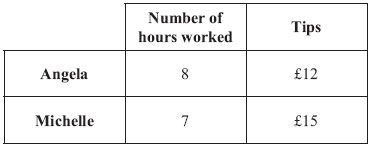 Number of
hours worked
Tips
Angela 8 £12
Michelle 7 £15